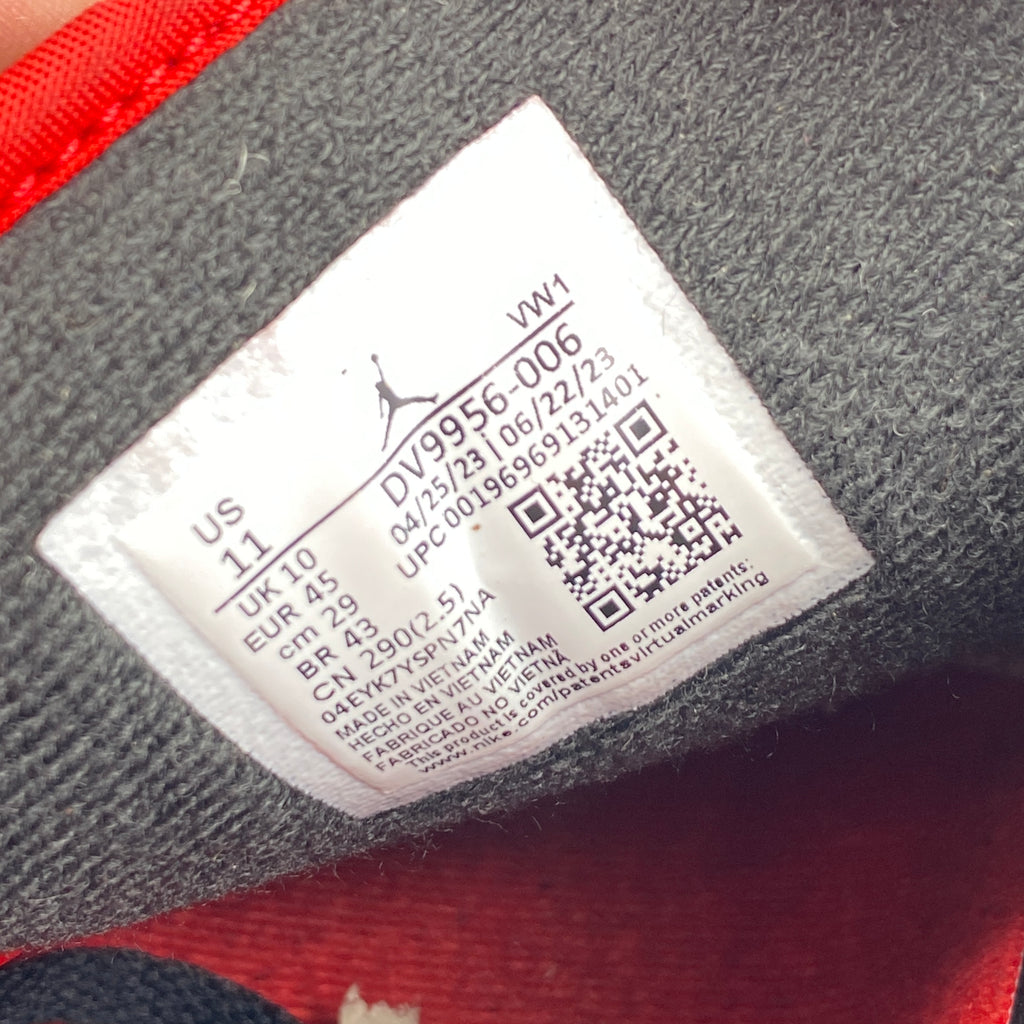 VW1
US
11
DV9956-006
04/25/23 | 06/22/23
UPC 00196969131401
UK 10
EUR 45
cm 29
BR 43
CN 290(2.5)
04EYK7YSPN7NA
MADE IN VIETNAM
HECHO EN VIETNAM
FABRIQUE AU VIETNAM
FABRICADO NO VIETNA
This product is covered by one or more patents:
www.nike.com/patentsvirtualmarking